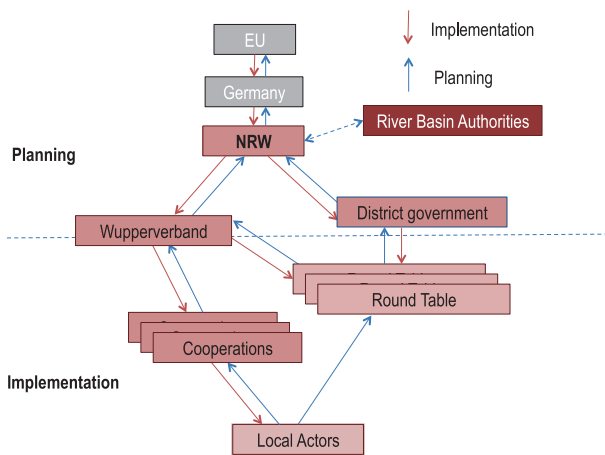 EU
Implementation
Germany
Planning
River Basin Authorities
NRW
Planning
District government
Wupperverband
Round Table
Cooperations
Implementation
Local Actors